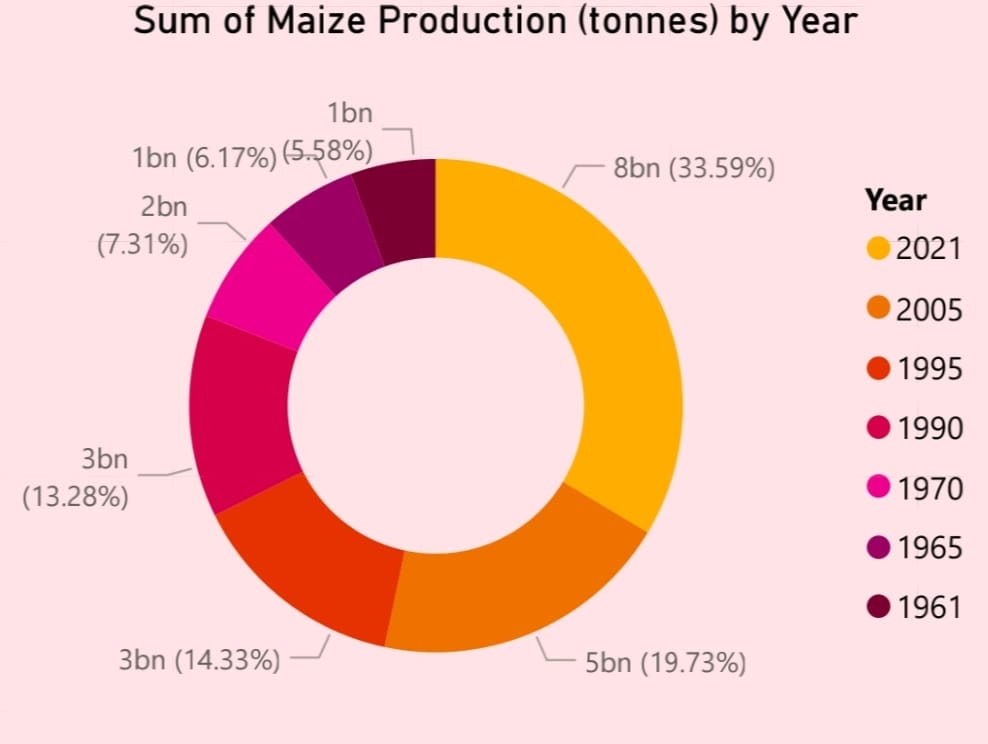 Sum of Maize Production (tonnes) by Year
1bn
(5.58%)
1bn (6.17%)
2bn
(7.31%)
3bn
(13.28%)
3bn (14.33%)
8bn (33.59%)
5bn (19.73%)
Year
2021
2005
1995
1990
1970
1965
1961